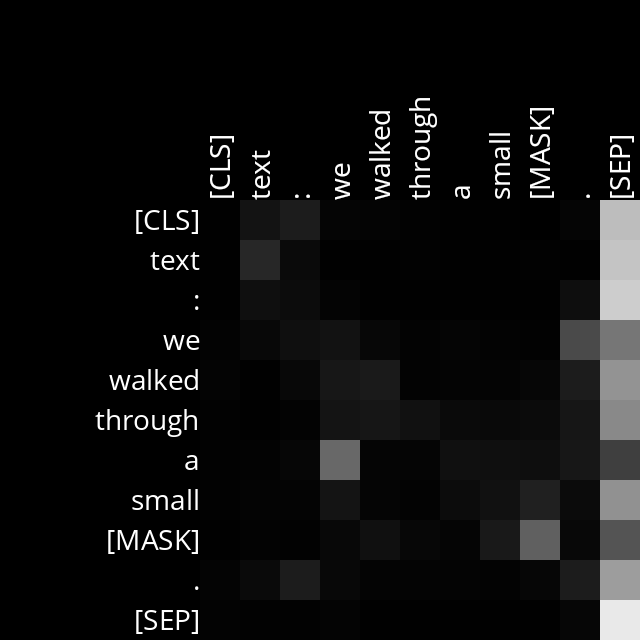 [CLS] text : we walked through a small [MASK] . [SEP]
[CLS]
text
:
we
walked
through
a
small
[MASK]
.
[SEP]